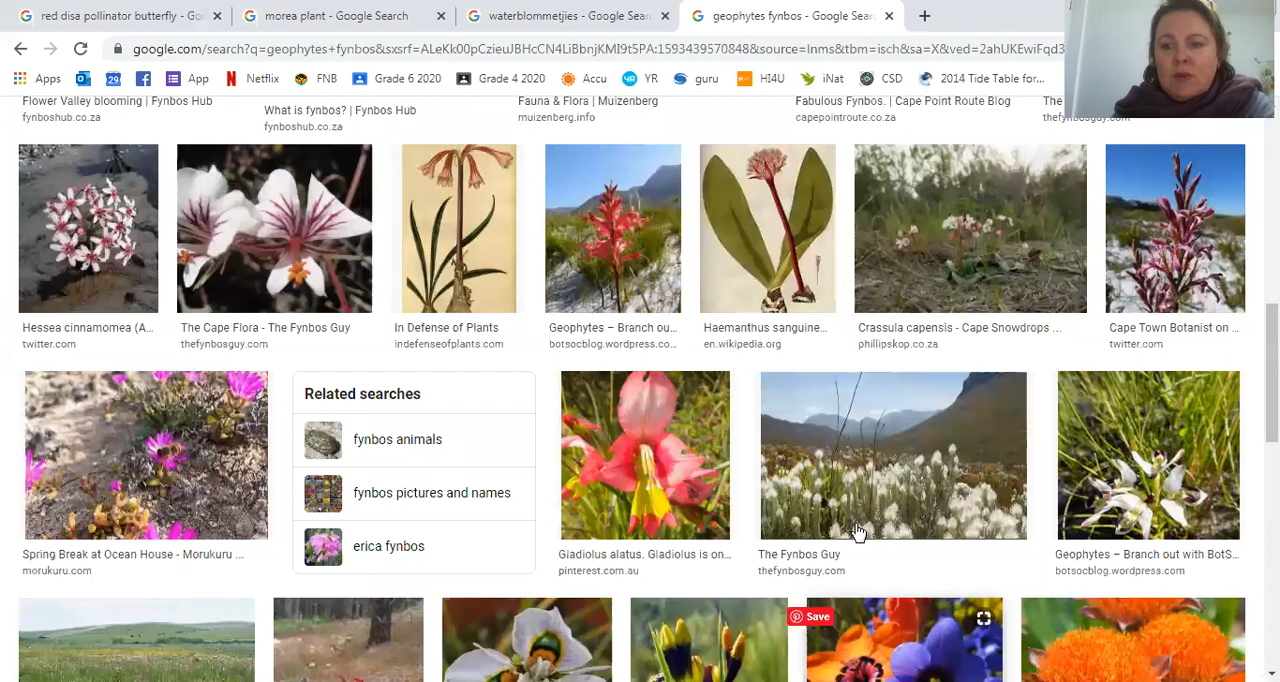 red disa pollinator butterfly - Goo
morea plant - Google Search
waterblommetjies - Google Sear
geophytes fynbos - Google Searc
google.com/search?q=geophytes+fynbos&sxsrf=ALeKk00pCzieuJBHcCN4LiBbnjKMI9t5PA:1593439570848&source=lnms&tbm=isch&sa=X&ved=2ahUKEwiFqd3
Apps
29
Netflix
FNB
Grade 6 2020
Grade 4 2020
Accu
YR
guru
HI4U
iNat
CSD
2014 Tide Table for...
Flower Valley blooming | Fynbos Hub
fynboshub.co.za
What is fynbos? | Fynbos Hub
fynboshub.co.za
Fauna & Flora | Muizenberg
muizenberg.info
Fabulous Fynbos. | Cape Point Route Blog
capepointroute.co.za
The
thefynbosguy.com
Hessea cinnamomea (A...
twitter.com
The Cape Flora - The Fynbos Guy
thefynbosguy.com
In Defense of Plants
indefenseofplants.com
Geophytes – Branch ou...
botsocblog.wordpress.co...
Haemanthus sanguine...
en.wikipedia.org
Crassula capensis - Cape Snowdrops ...
phillipskop.co.za
Cape Town Botanist on ...
twitter.com
Spring Break at Ocean House - Morukuru ...
morukuru.com
Related searches
fynbos animals
fynbos pictures and names
erica fynbos
Gladiolus alatus. Gladiolus is on...
pinterest.com.au
The Fynbos Guy
thefynbosguy.com
Geophytes – Branch out with BotS...
botsocblog.wordpress.com
Save